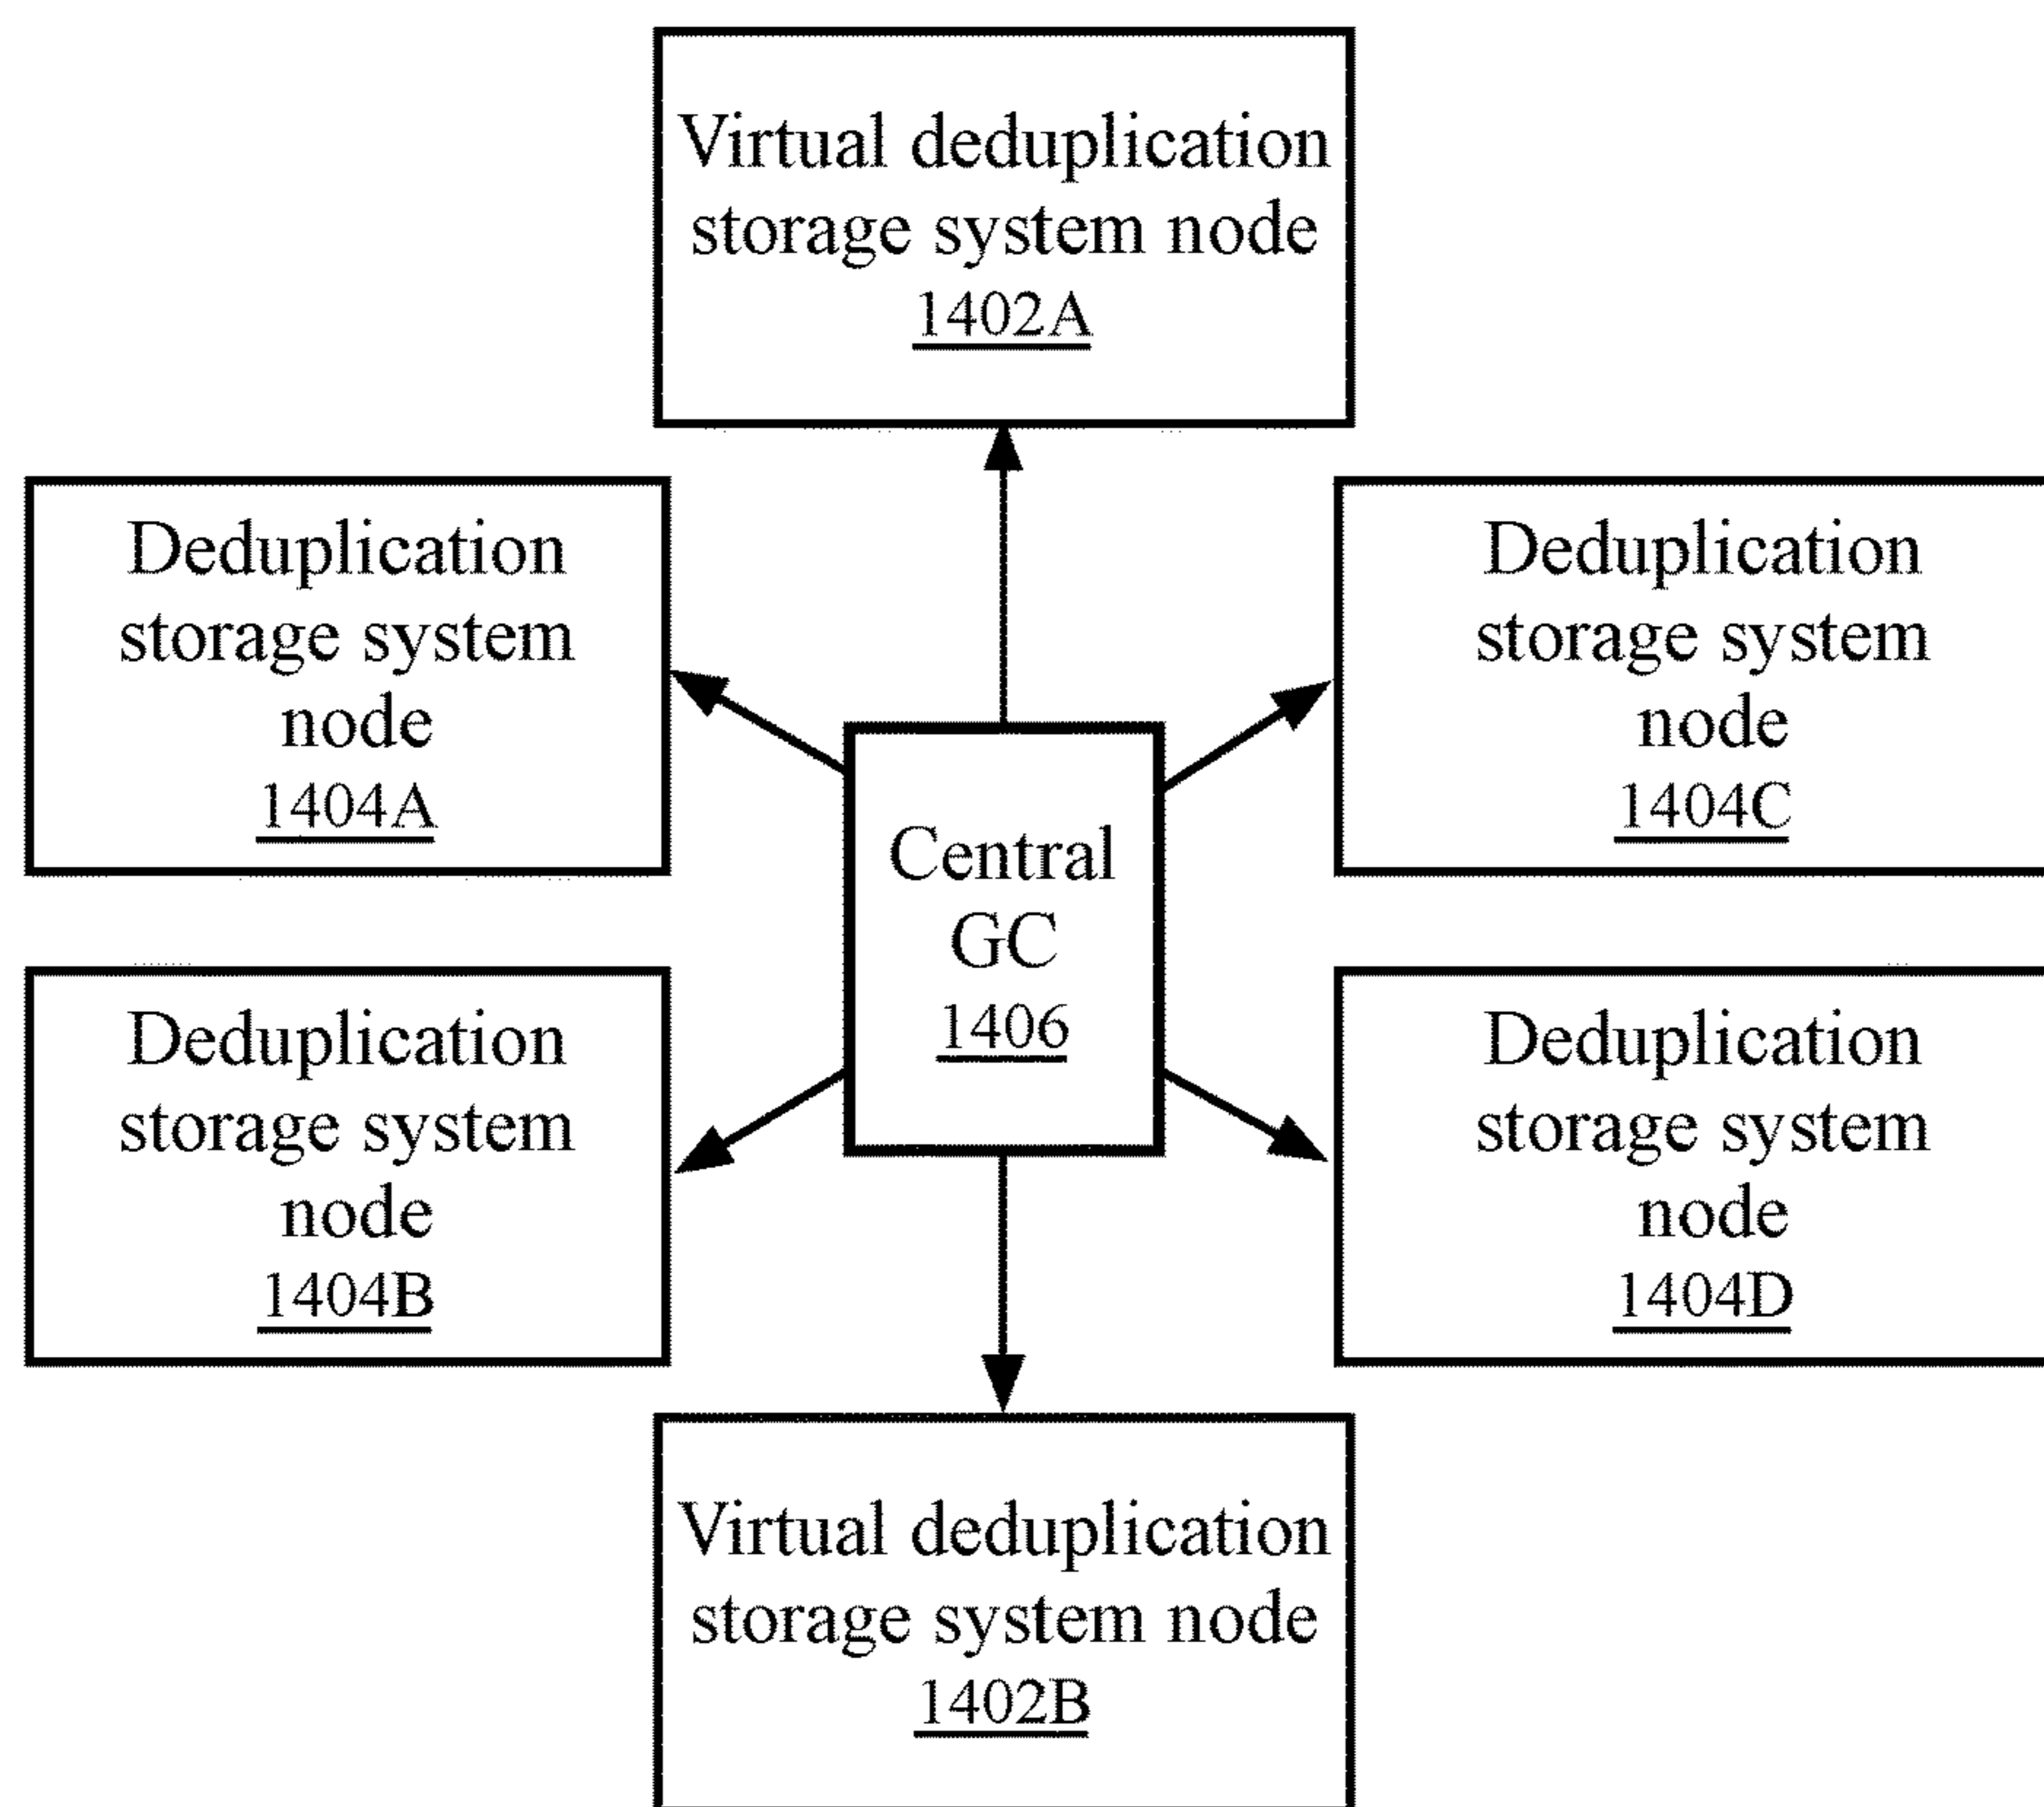 Virtual deduplication
storage system node
1402A
Deduplication
storage system
node
1404A
Deduplication
storage system
node
1404C
Central
GC
1406
Deduplication
storage system
node
1404B
Deduplication
storage system
node
1404D
Virtual deduplication
storage system node
1402B